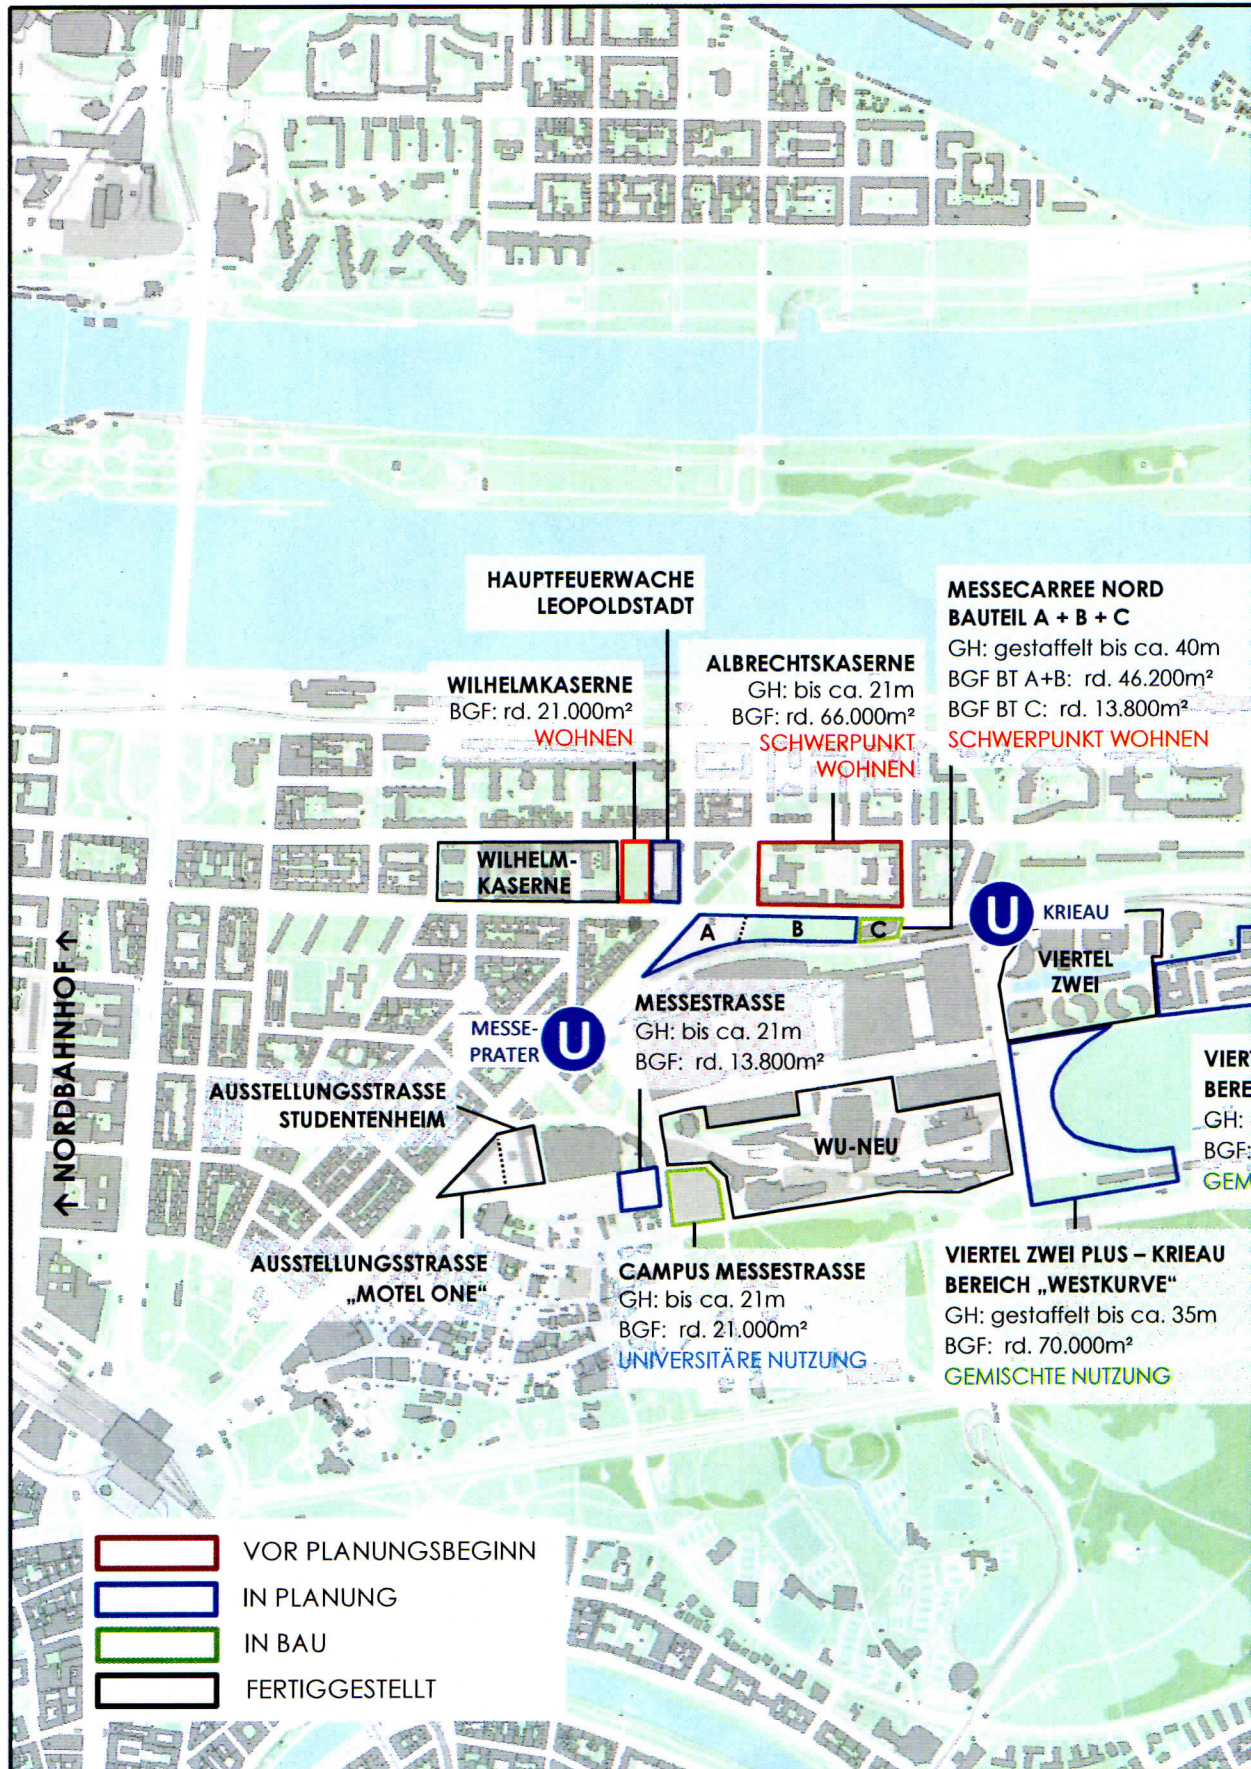 HAUPTFEUERWACHE
LEOPOLDSTADT
WILHELMKASERNE
BGF: rd. 21.000m²
WOHNEN
ALBRECHTSKASERNE
GH: bis ca. 21m
BGF: rd. 66.000m²
SCHWERPUNKT
WOHNEN
MESSECARREE NORD
BAUTEIL A + B + C
GH: gestaffelt bis ca. 40m
BGF BT A+B: rd. 46.200m²
BGF BT C: rd. 13.800m²
SCHWERPUNKT WOHNEN
WILHELM-
KASERNE
A
B
C
U
KRIEAU
VIERTEL
ZWEI
↑ NORDBAHNHOF ↑
MESSE-
PRATER
U
MESSESTRASSE
GH: bis ca. 21m
BGF: rd. 13.800m²
AUSSTELLUNGSSTRASSE
STUDENTENHEIM
WU-NEU
VIERT
BERE
GH:
BGF:
GEM
AUSSTELLUNGSSTRASSE
„MOTEL ONE“
CAMPUS MESSESTRASSE
GH: bis ca. 21m
BGF: rd. 21.000m²
UNIVERSITÄRE NUTZUNG
VIERTEL ZWEI PLUS – KRIEAU
BEREICH „WESTKURVE“
GH: gestaffelt bis ca. 35m
BGF: rd. 70.000m²
GEMISCHTE NUTZUNG
VOR PLANUNGSBEGINN
IN PLANUNG
IN BAU
FERTIGGESTELLT